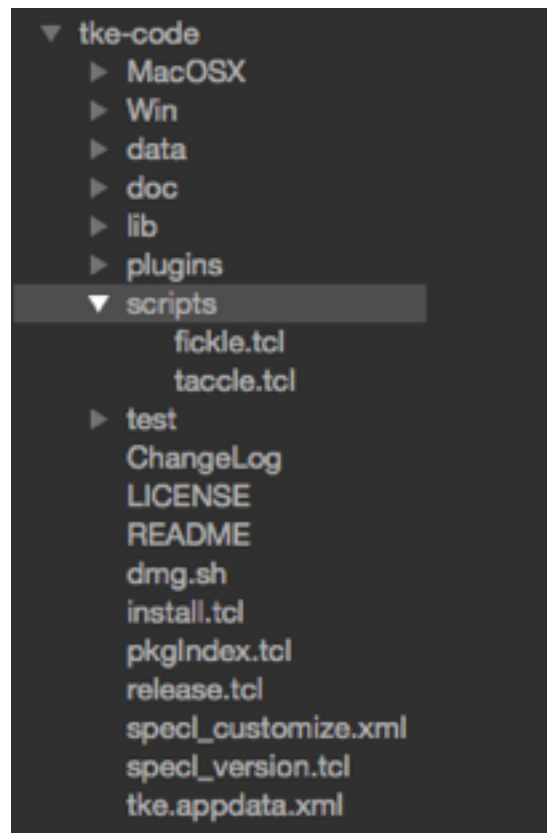 tke-code
MacOSX
Win
data
doc
lib
plugins
scripts
fickle.tcl
taccle.tcl
test
ChangeLog
LICENSE
README
dmg.sh
install.tcl
pkgIndex.tcl
release.tcl
specl_customize.xml
specl_version.tcl
tke.appdata.xml